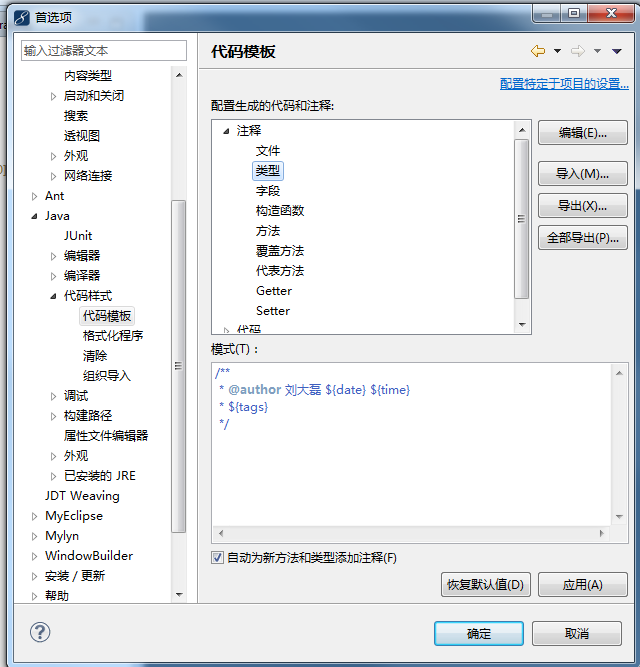 首选项
输入过滤器文本
内容类型
启动和关闭
搜索
透视图
外观
网络连接
Ant
Java
JUnit
编辑器
编译器
代码样式
代码模板
格式化程序
清除
组织导入
调试
构建路径
属性文件编辑器
外观
已安装的 JRE
JDT Weaving
MyEclipse
Mylyn
WindowBuilder
安装 / 更新
帮助
代码模板
配置特定于项目的设置...
配置生成的代码和注释:
注释
文件
类型
字段
构造函数
方法
覆盖方法
代表方法
Getter
Setter
代码
编辑(E)...
导入(M)...
导出(X)...
全部导出(P)...
模式(T)：
/**
* @author 刘大磊 ${date} ${time}
* ${tags}
*/
自动为新方法和类型添加注释(F)
恢复默认值(D)
应用(A)
确定
取消